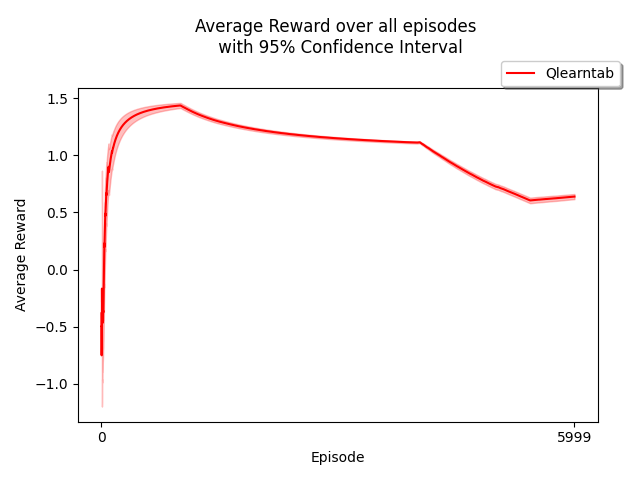 Average Reward over all episodes
with 95% Confidence Interval
Qlearntab
1.5
1.0
0.5
0.0
−0.5
−1.0
Average Reward
0
5999
Episode